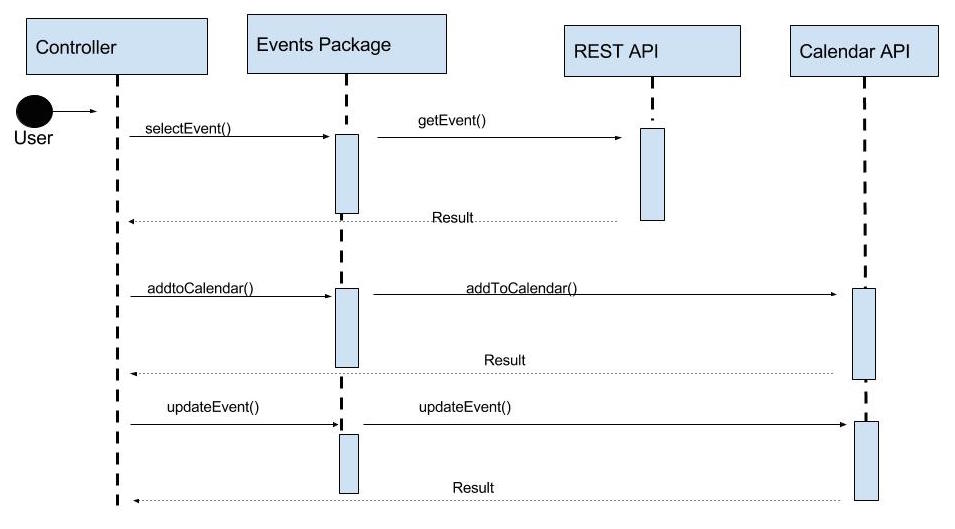 Controller
Events Package
REST API
Calendar API
User
selectEvent()
getEvent()
Result
addtoCalendar()
addToCalendar()
Result
updateEvent()
updateEvent()
Result